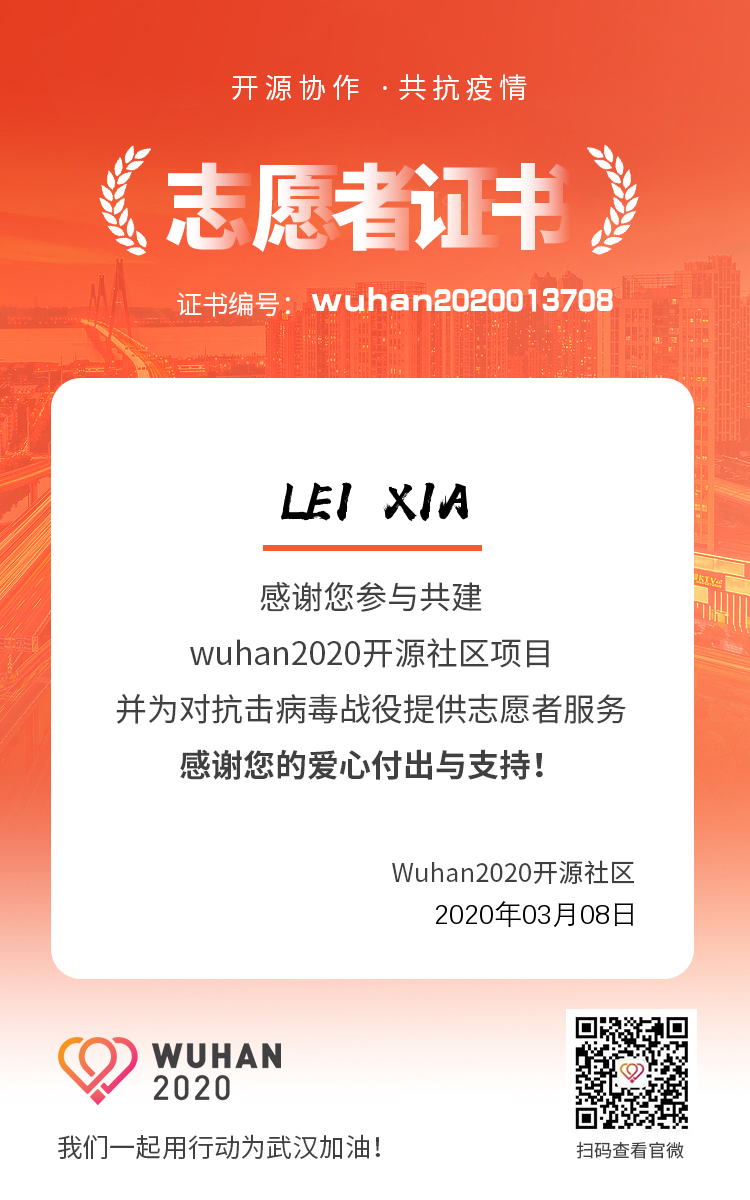 开源协作 ·共抗疫情
志愿者证书
证书编号：wuhan2020013708
LEI XIA
感谢您参与共建
wuhan2020开源社区项目
并为对抗击病毒战役提供志愿者服务
感谢您的爱心付出与支持！
Wuhan2020开源社区
2020年03月08日
WUHAN
2020
我们一起用行动为武汉加油！
扫码查看官微